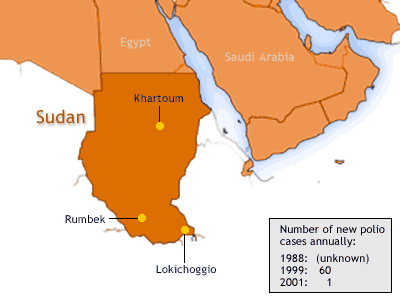 Egypt
Saudi Arabia
Khartoum
Sudan
Rumbek
Lokichoggio
Number of new polio
cases annually:
1988: (unknown)
1999: 60
2001: 1